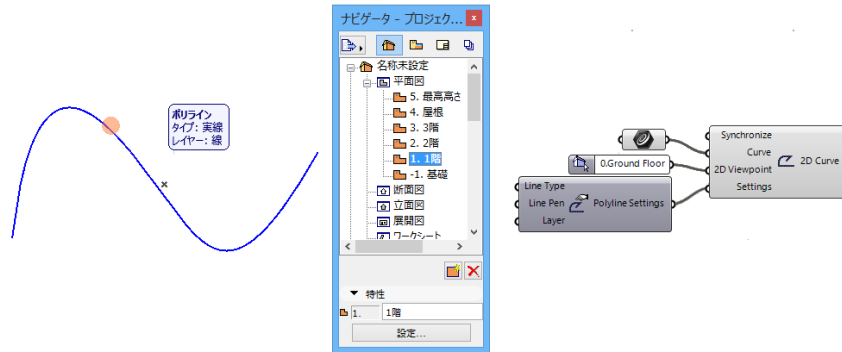 ポリライン
タイプ: 実線
レイヤー: 線
ナビゲータ - プロジェク...
名称未設定
平面図
5. 最高高さ
4. 屋根
3. 3階
2. 2階
1. 1階
-1. 基礎
断面図
立面図
展開図
ワークシート
特性
1.
1階
設定...
Synchronize
Curve
2D Viewpoint
Settings
2D Curve
0.Ground Floor
Line Type
Line Pen
Layer
Polyline Settings